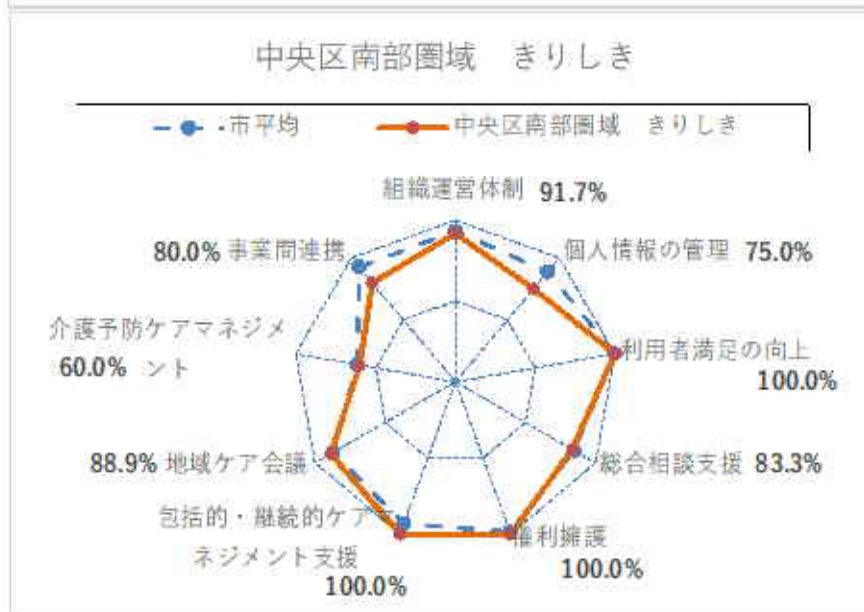 中央区南部圏域　きりしき
市平均
中央区南部圏域　きりしき
組織運営体制 91.7%
個人情報の管理 75.0%
利用者満足の向上
100.0%
総合相談支援 83.3%
権利擁護
100.0%
包括的・継続的ケアマ
ネジメント支援
100.0%
88.9% 地域ケア会議
介護予防ケアマネジメ
60.0% ント
80.0% 事業間連携